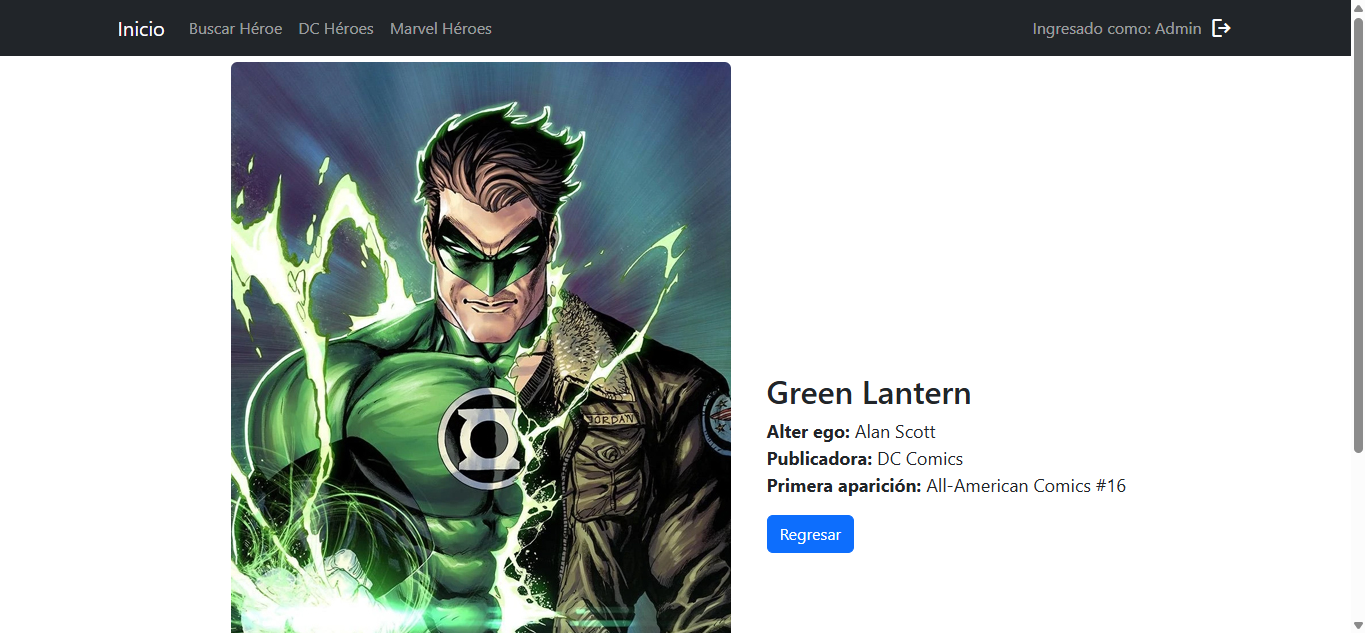 Inicio Buscar Héroe DC Héroes Marvel Héroes Ingresado como: Admin
JORDAN
Green Lantern
Alter ego: Alan Scott
Publicadora: DC Comics
Primera aparición: All-American Comics #16
Regresar